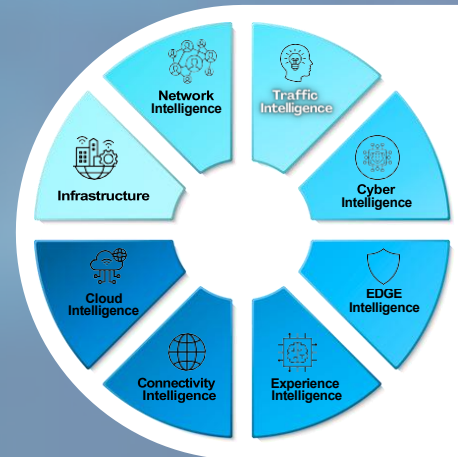 Network
Intelligence
Traffic
Intelligence
Infrastructure
Cyber
Intelligence
Cloud
Intelligence
EDGE
Intelligence
Connectivity
Intelligence
Experience
Intelligence